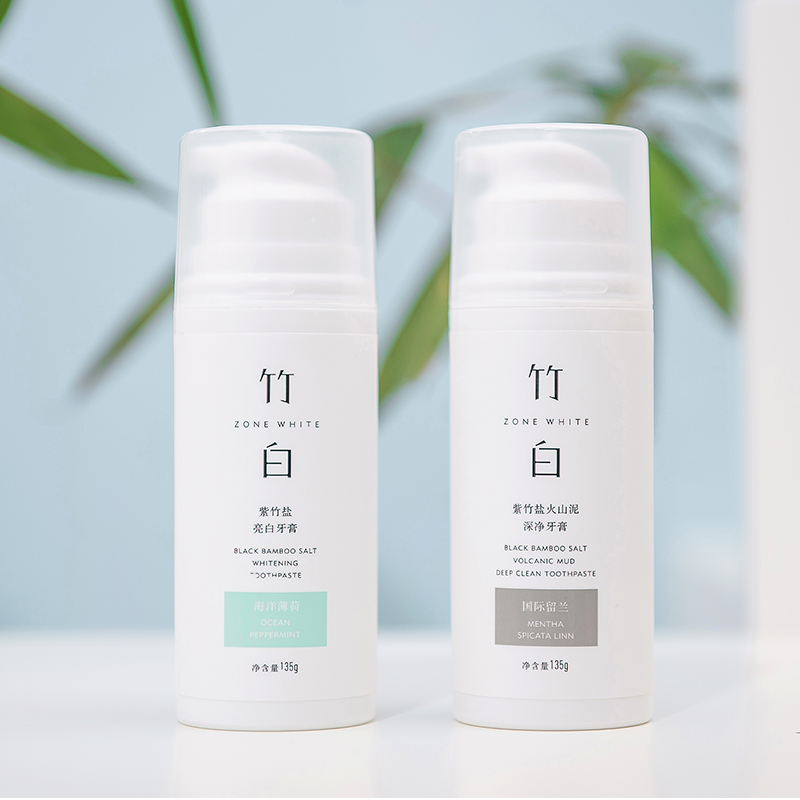 竹
ZONE WHITE
白
紫竹盐
亮白牙膏
BLACK BAMBOO SALT
WHITENING
TOOTHPASTE
海洋薄荷
OCEAN
PEPPERMINT
净含量135g
竹
ZONE WHITE
白
紫竹盐火山泥
深净牙膏
BLACK BAMBOO SALT
VOLCANIC MUD
DEEP CLEAN TOOTHPASTE
国际留兰
MENTHA
SPICATA LINN
净含量135g